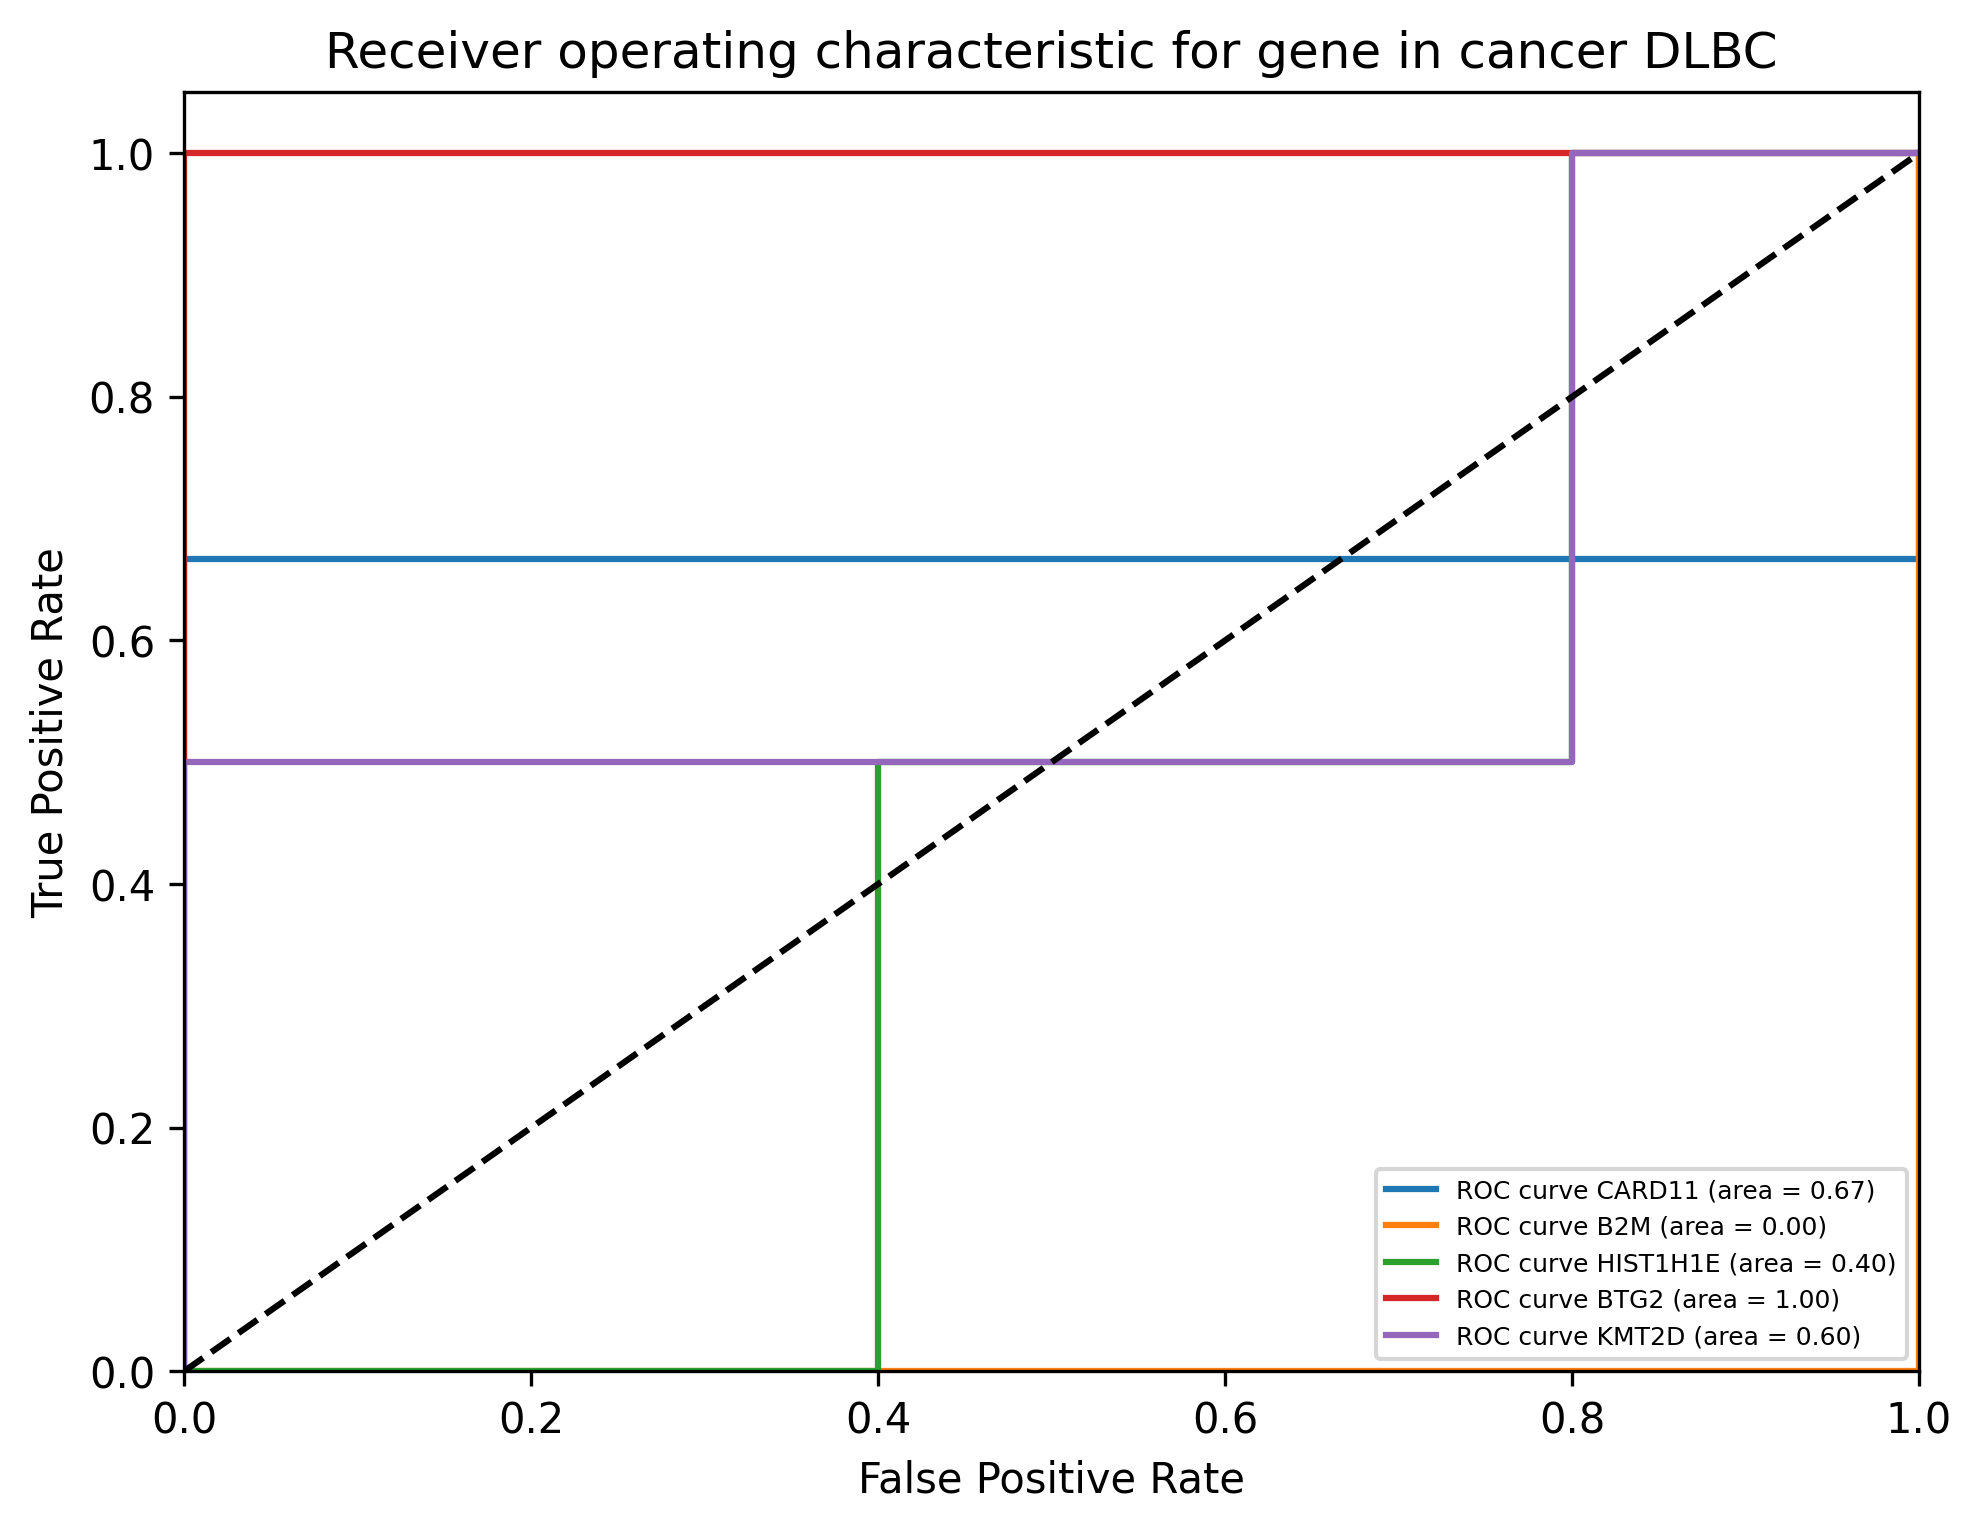 Receiver operating characteristic for gene in cancer DLBC
True Positive Rate
1.0
0.8
0.6
0.4
0.2
0.0
ROC curve CARD11 (area = 0.67)
ROC curve B2M (area = 0.00)
ROC curve HIST1H1E (area = 0.40)
ROC curve BTG2 (area = 1.00)
ROC curve KMT2D (area = 0.60)
0.0 0.2 0.4 0.6 0.8 1.0
False Positive Rate